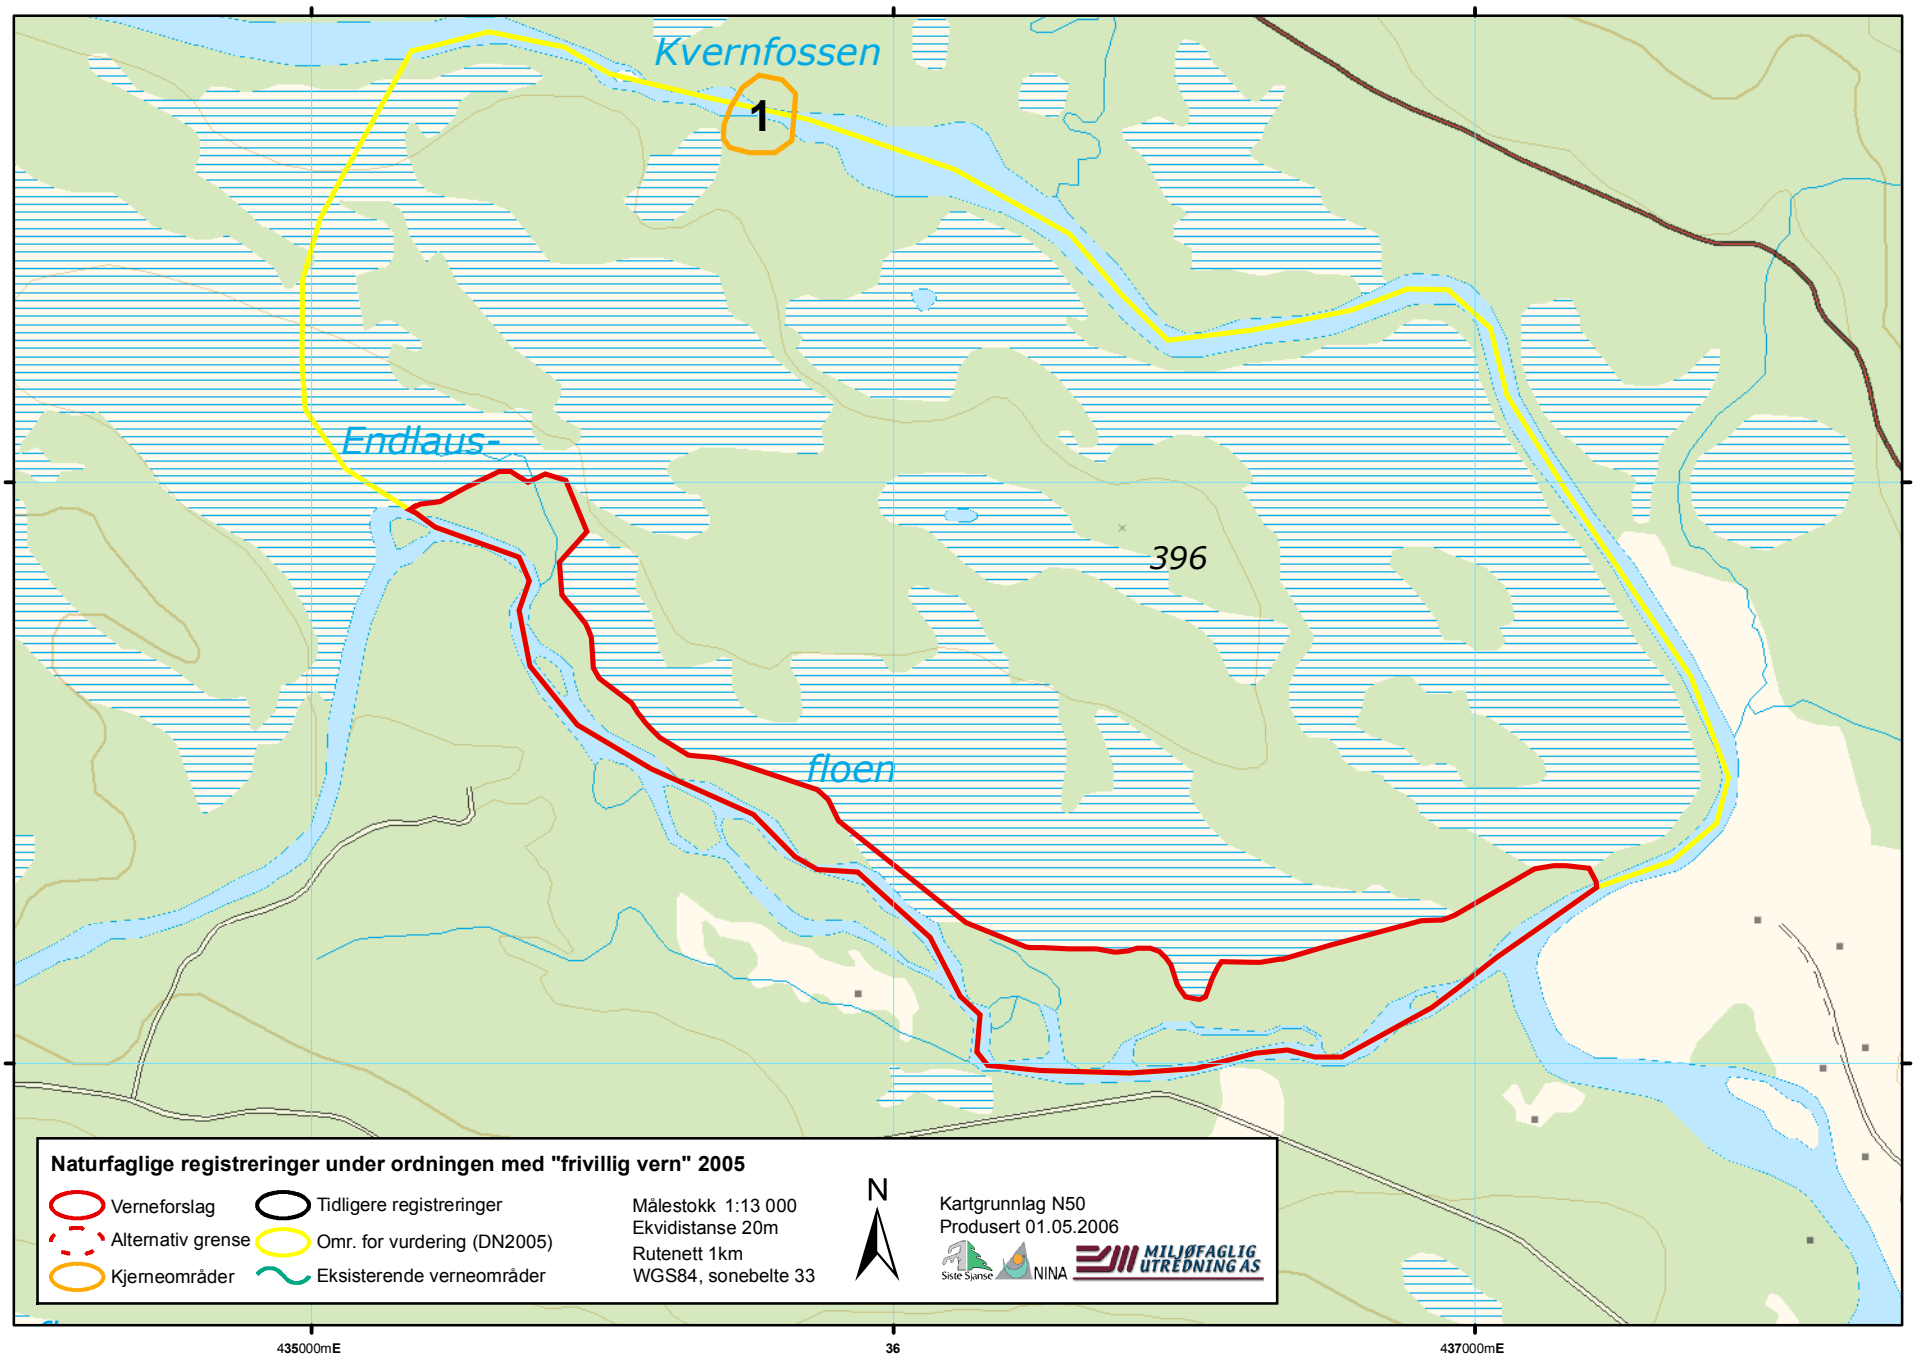 Kvernfossen
1
Endlaus-
396
floen
Naturfaglige registreringer under ordningen med "frivillig vern" 2005
Verneforslag
Tidligere registreringer
Alternativ grense
Omr. for vurdering (DN2005)
Kjerneområder
Eksisterende verneområder
Målestokk 1:13 000
Ekvidistanse 20m
Rutenett 1km
WGS84, sonebelte 33
N
Kartgrunnlag N50
Produsert 01.05.2006
Siste Sjanse
NINA
MILJØFAGLIG
UTREDNING AS
435000mE
36
437000mE